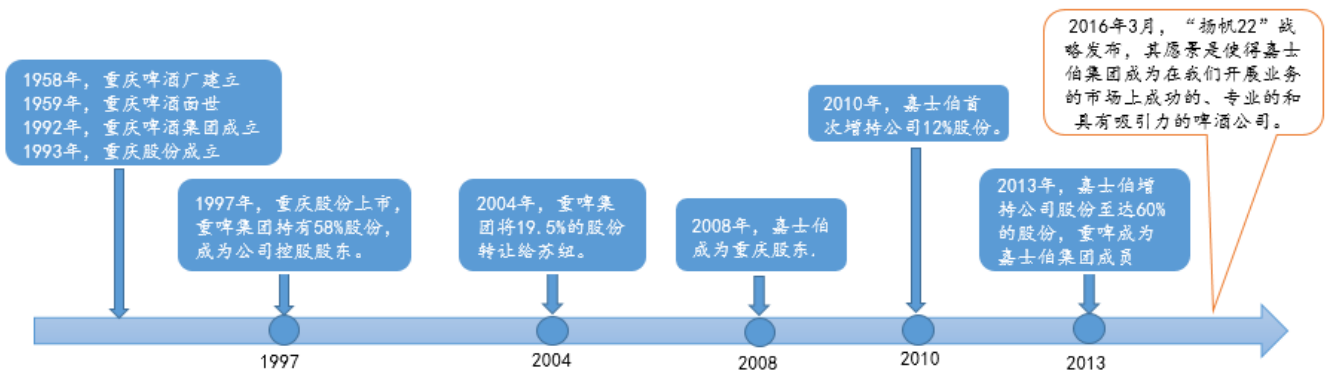 1958年，重庆啤酒厂建立
1959年，重庆啤酒面世
1992年，重庆啤酒集团成立
1993年，重庆股份成立
1997年，重庆股份上市，
重啤集团持有58%股份，
成为公司控股股东。
2004年，重啤集
团将19.5%的股份
转让给苏纽。
2008年，嘉士伯
成为重庆股东.
2010年，嘉士伯首
次增持公司12%股份。
2013年，嘉士伯增
持公司股份至达60%
的股份，重啤成为
嘉士伯集团成员
2016年3月，“扬帆22”战
略发布，其愿景是使得嘉士
伯集团成为在我们开展业务
的市场上成功的、专业的和
具有吸引力的啤酒公司。
1997
2004
2008
2010
2013